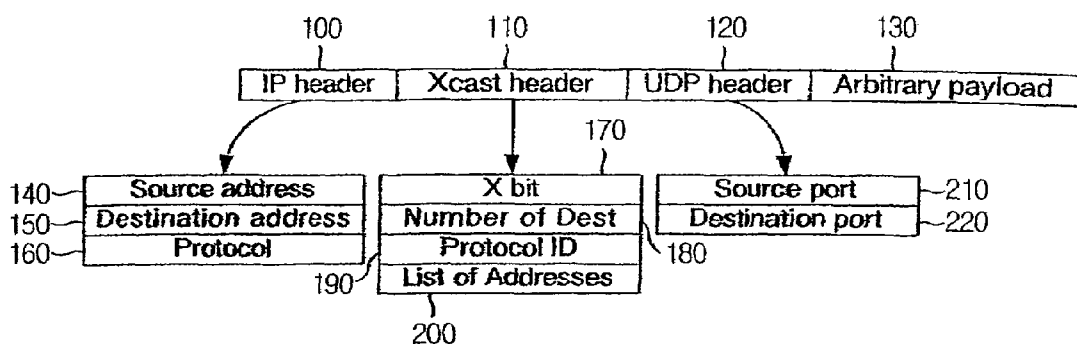 100 110 120 130
IP header Xcast header UDP header Arbitrary payload
170
140 Source address X bit Source port 210
150 Destination address Number of Dest 180 Destination port 220
160 Protocol 190 Protocol ID
List of Addresses
200